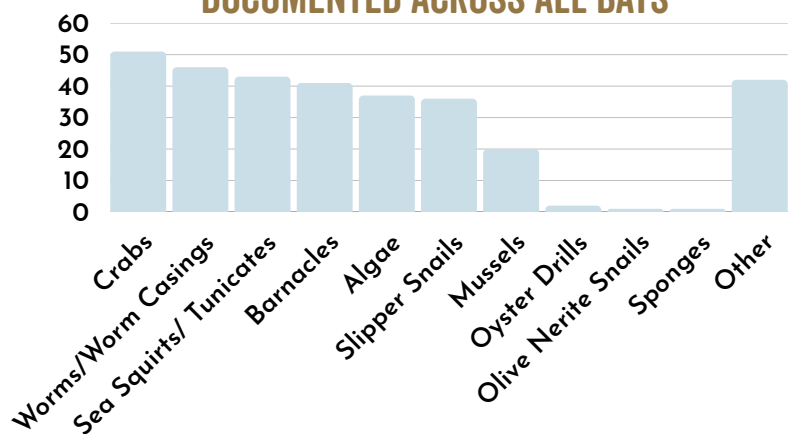 DOCUMENTED ACROSS ALL BAYS
60
50
40
30
20
10
0
Crabs
Worms/Worm Casings
Sea Squirts/ Tunicates
Barnacles
Algae
Slipper Snails
Mussels
Oyster Drills
Olive Nerite Snails
Sponges
Other